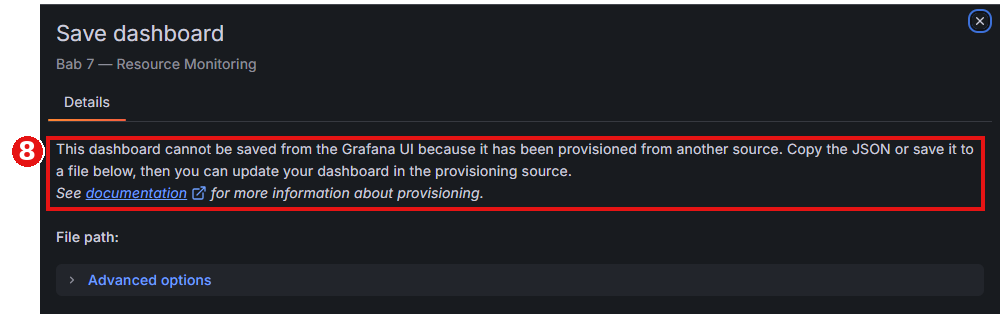 Save dashboard
Bab 7 — Resource Monitoring
Details
8
This dashboard cannot be saved from the Grafana UI because it has been provisioned from another source. Copy the JSON or save it to
a file below, then you can update your dashboard in the provisioning source.
See documentation for more information about provisioning.
File path:
Advanced options